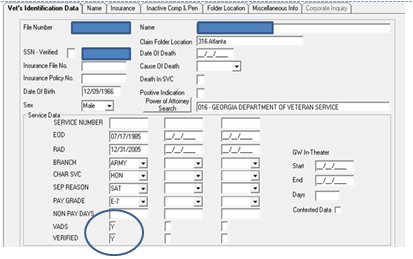 Vet's Identification Data Name Insurance Inactive Comp & Pen Folder Location Miscellaneous Info Corporate Inquiry
File Number Name
Claim Folder Location 316 Atlanta
SSN - Verified Date Of Death __/__/____
Insurance File No. Cause Of Death
Insurance Policy No. Death In SVC
Date Of Birth 12/09/1966 Positive Indication
Sex Male Power of Attorney Search 016 - GEORGIA DEPARTMENT OF VETERAN SERVICE
Service Data
SERVICE NUMBER
EOD 07/17/1985 __/__/____ __/__/____
RAD 12/31/2005 __/__/____ __/__/____ GW In-Theater
BRANCH ARMY Start __/__/____
CHAR SVC HON End __/__/____
SEP REASON SAT
PAY GRADE E-7 Days
NON PAY DAYS Contested Data
VADS Y
VERIFIED Y